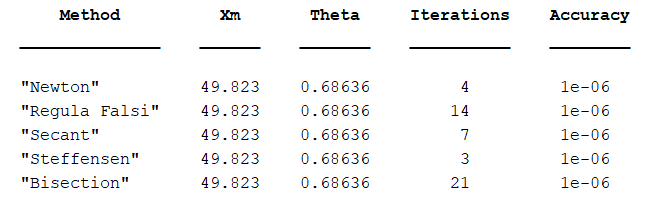 Method Xm Theta Iterations Accuracy
"Newton" 49.823 0.68636 4 1e-06
"Regula Falsi" 49.823 0.68636 14 1e-06
"Secant" 49.823 0.68636 7 1e-06
"Steffensen" 49.823 0.68636 3 1e-06
"Bisection" 49.823 0.68636 21 1e-06